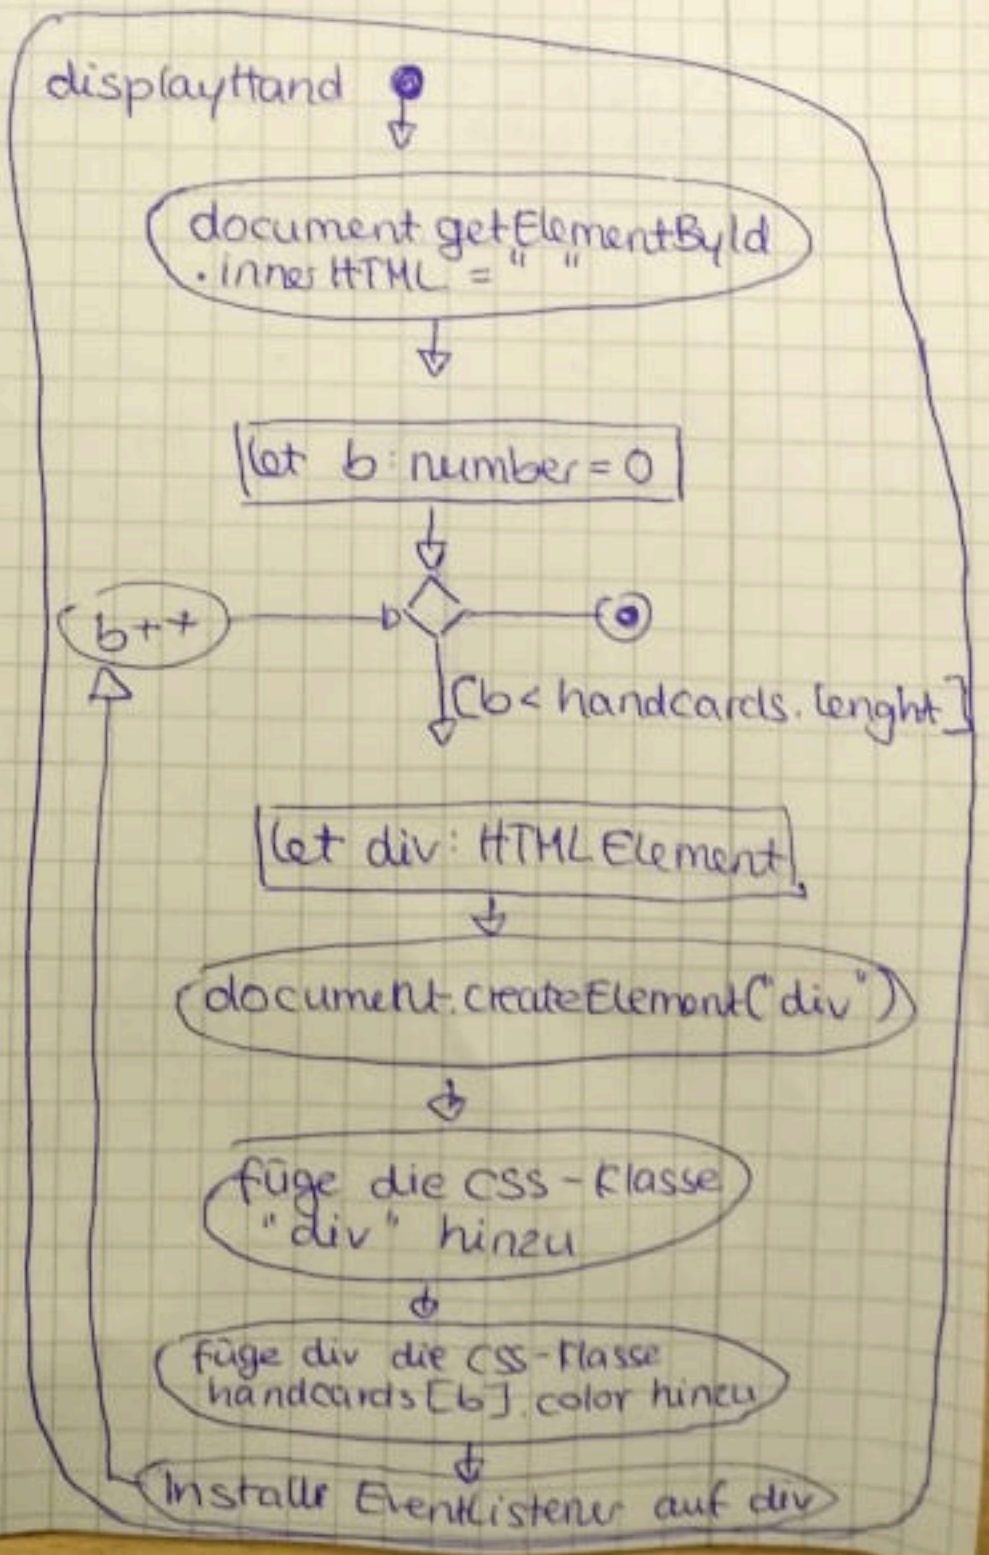 displayHand
document getElementById
.innerHTML = " "
let b:number=0
b++
[b< handcards.lenght]
let div: HTMLElement
document.createElement("div")
füge die CSS-Klasse
"div" hinzu
füge div die CSS-Klasse
handcards[b].color hinzu
Installe EventListener auf div